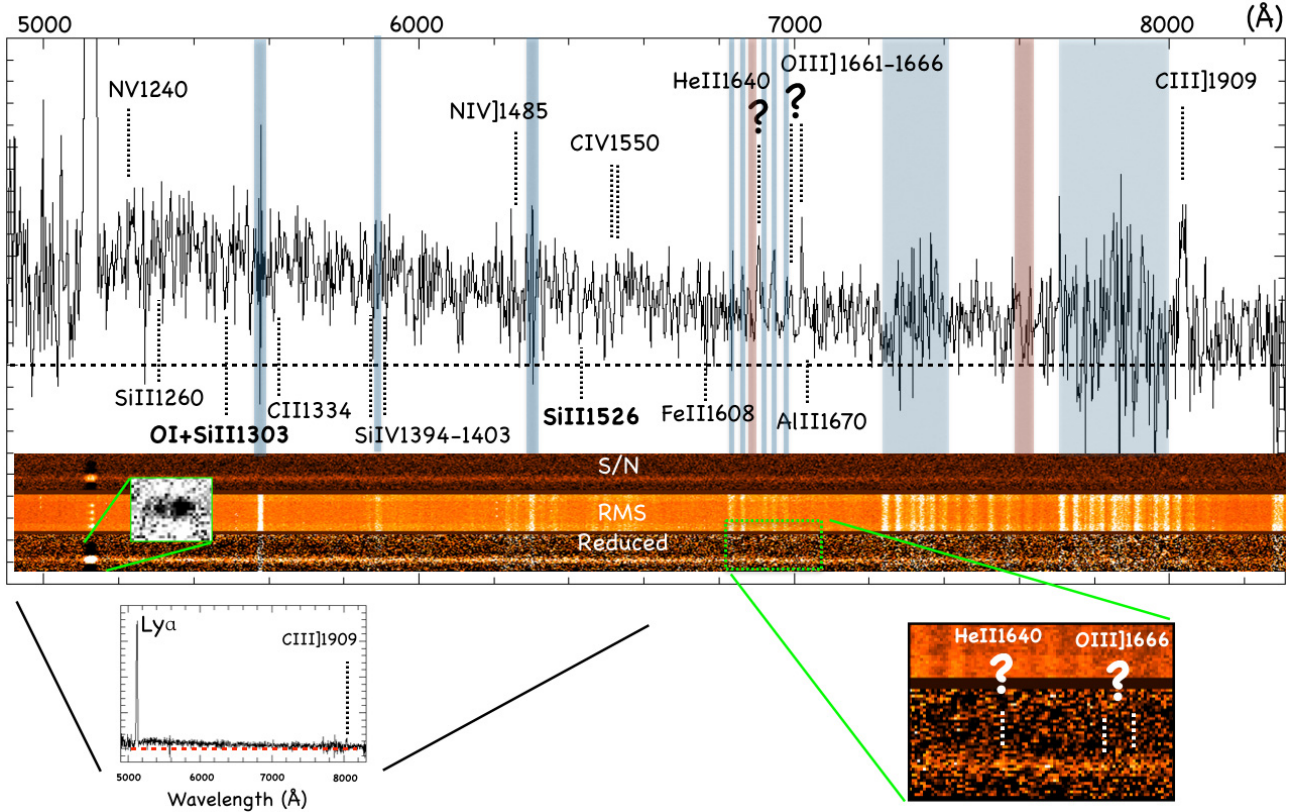 5000 6000 7000 8000 (Å)
OIII]1661-1666
HeII1640 CIII]1909
NV1240 NIV]1485 ? ?
CIV1550
SiII1260 CII1334 SiII1526 FeII1608 AlII1670
OI+SiII1303 SiIV1394-1403
S/N
RMS
Reduced
Lyα
CIII]1909
5000 6000 7000 8000
Wavelength (Å)
HeII1640 OIII]1666
? ?